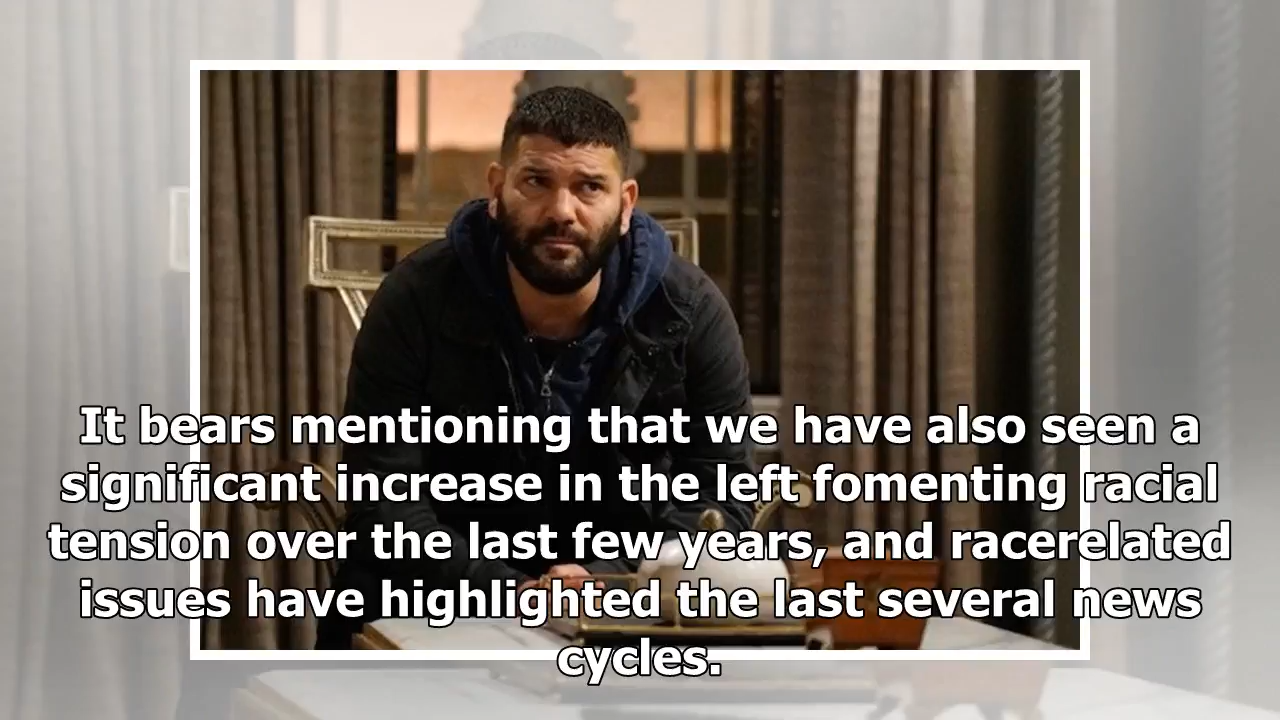 It bears mentioning that we have also seen a
significant increase in the left fomenting racial
tension over the last few years, and racerelated
issues have highlighted the last several news
cycles.